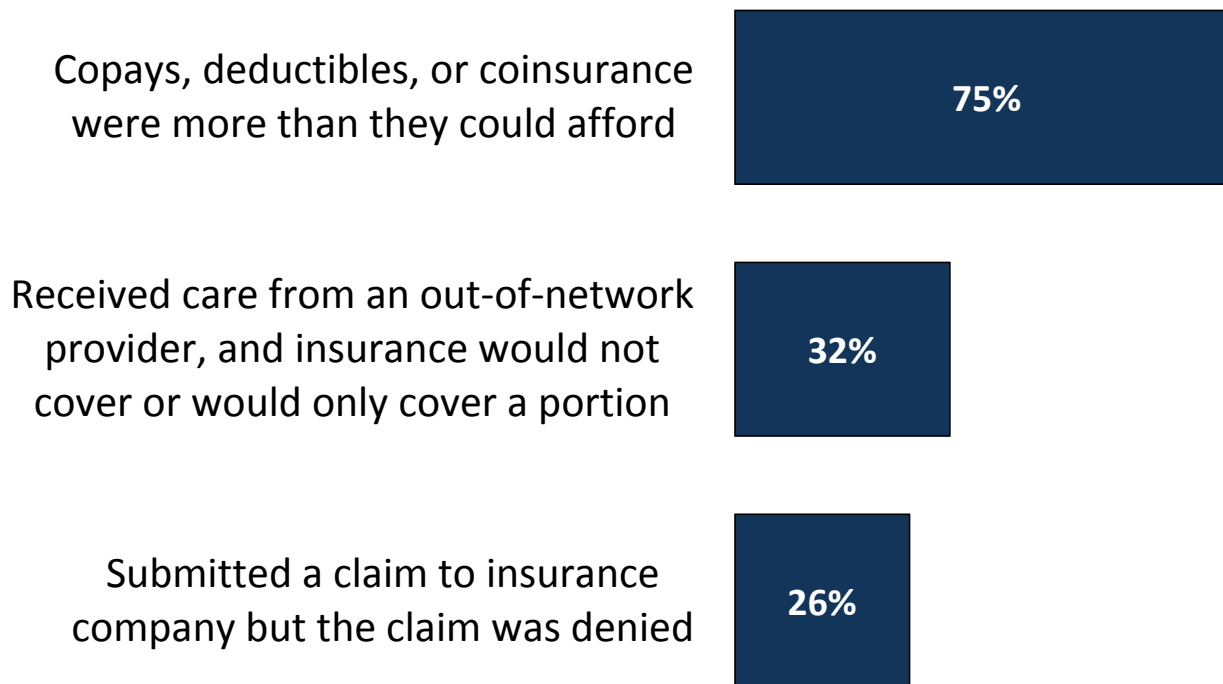 Copays, deductibles, or coinsurance
were more than they could afford
75%
Received care from an out-of-network
provider, and insurance would not
cover or would only cover a portion
32%
Submitted a claim to insurance
company but the claim was denied
26%